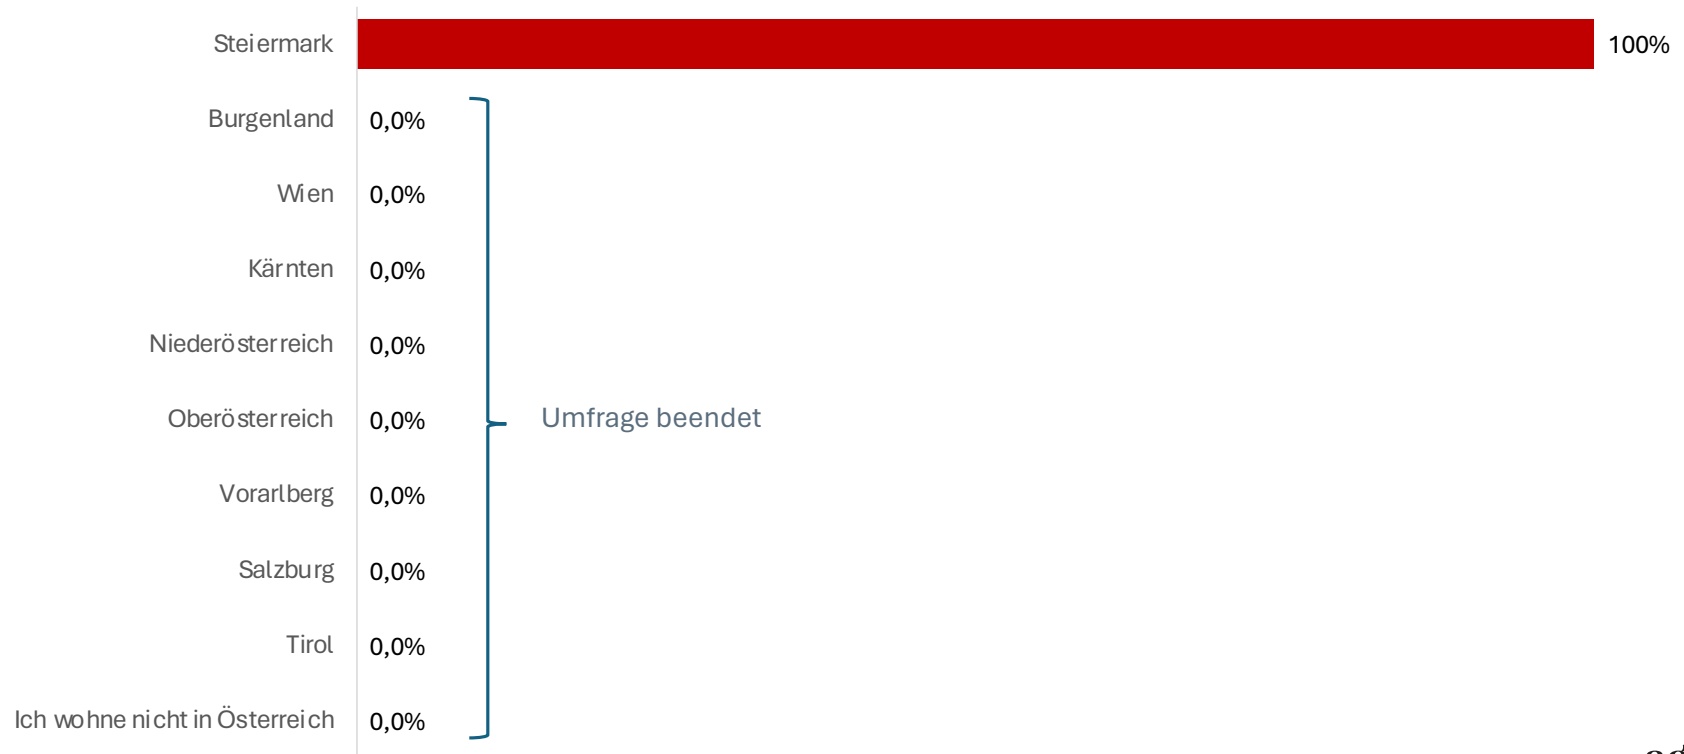 Steiermark 100%
Burgenland 0,0%
Wien 0,0%
Kärnten 0,0%
Niederösterreich 0,0%
Oberösterreich 0,0% Umfrage beendet
Vorarlberg 0,0%
Salzburg 0,0%
Tirol 0,0%
Ich wohne nicht in Österreich 0,0%